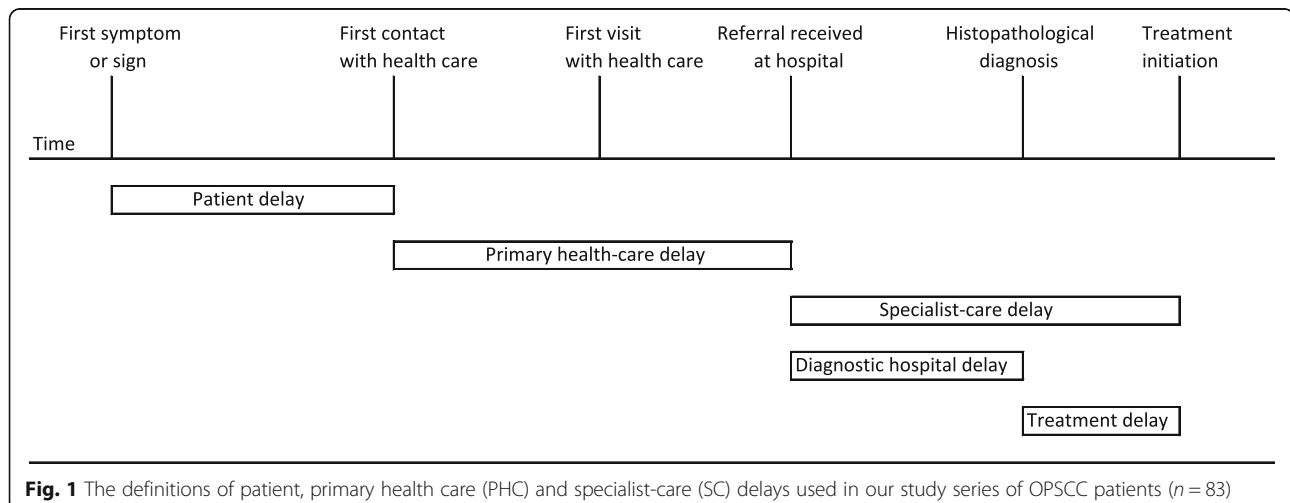 First symptom or sign
First contact with health care
First visit with health care
Referral received at hospital
Histopathological diagnosis
Treatment initiation
Time
Patient delay
Primary health-care delay
Specialist-care delay
Diagnostic hospital delay
Treatment delay
Fig. 1 The definitions of patient, primary health care (PHC) and specialist-care (SC) delays used in our study series of OPSCC patients (n = 83)